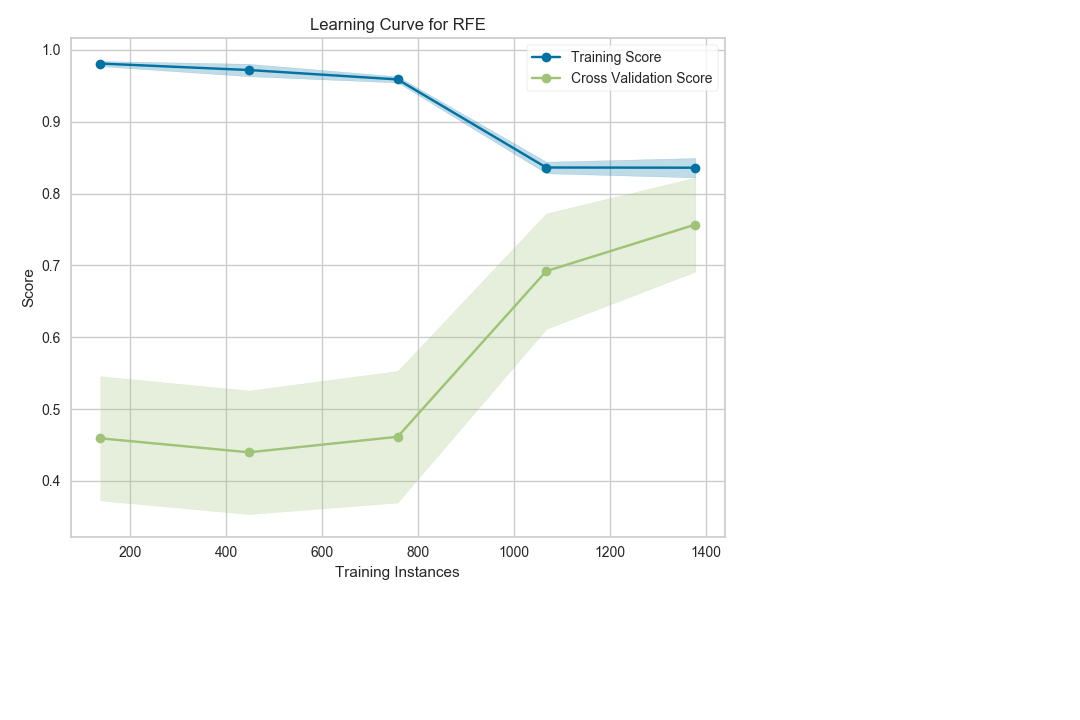 Learning Curve for RFE
Training Score
Cross Validation Score
1.0
0.9
0.8
0.7
0.6
0.5
0.4
Score
200 400 600 800 1000 1200 1400
Training Instances